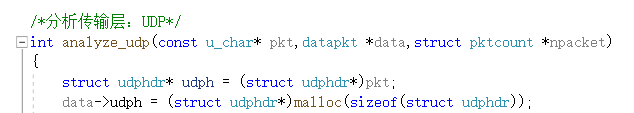 /*分析传输层：UDP*/
int analyze_udp(const u_char* pkt,datapkt *data,struct pktcount *npacket)
{
struct udphdr* udph = (struct udphdr*)pkt;
data->udph = (struct udphdr*)malloc(sizeof(struct udphdr));